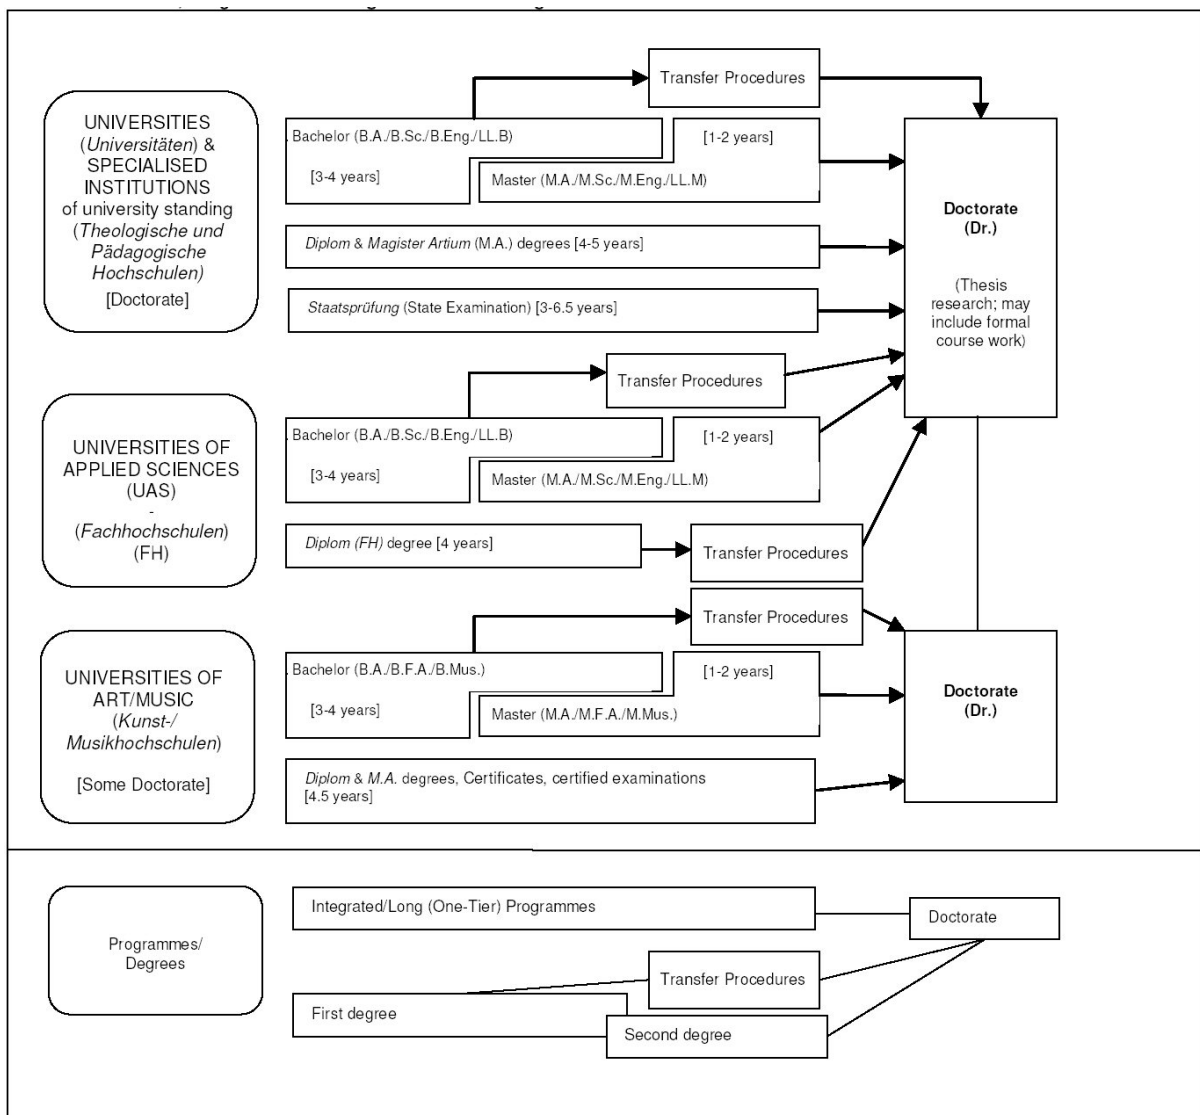 Transfer Procedures
UNIVERSITIES
(Universitäten) &
SPECIALISED
INSTITUTIONS
of university standing
(Theologische und
Pädagogische
Hochschulen)
[Doctorate]
. Bachelor (B.A./B.Sc./B.Eng./LL.B)
[1-2 years]
[3-4 years]
Master (M.A./M.Sc./M.Eng./LL.M)
Diplom & Magister Artium (M.A.) degrees [4-5 years]
Staatsprüfung (State Examination) [3-6.5 years]
Doctorate
(Dr.)
(Thesis
research; may
include formal
course work)
Transfer Procedures
UNIVERSITIES OF
APPLIED SCIENCES
(UAS)
-
(Fachhochschulen)
(FH)
. Bachelor (B.A./B.Sc./B.Eng./LL.B)
[1-2 years]
[3-4 years]
Master (M.A./M.Sc./M.Eng./LL.M)
Diplom (FH) degree [4 years]
Transfer Procedures
Transfer Procedures
UNIVERSITIES OF
ART/MUSIC
(Kunst-/
Musikhochschulen)
[Some Doctorate]
. Bachelor (B.A./B.F.A./B.Mus.)
[1-2 years]
[3-4 years]
Master (M.A./M.F.A./M.Mus.)
Diplom & M.A. degrees, Certificates, certified examinations
[4.5 years]
Doctorate
(Dr.)
Programmes/
Degrees
Integrated/Long (One-Tier) Programmes
Doctorate
Transfer Procedures
First degree
Second degree